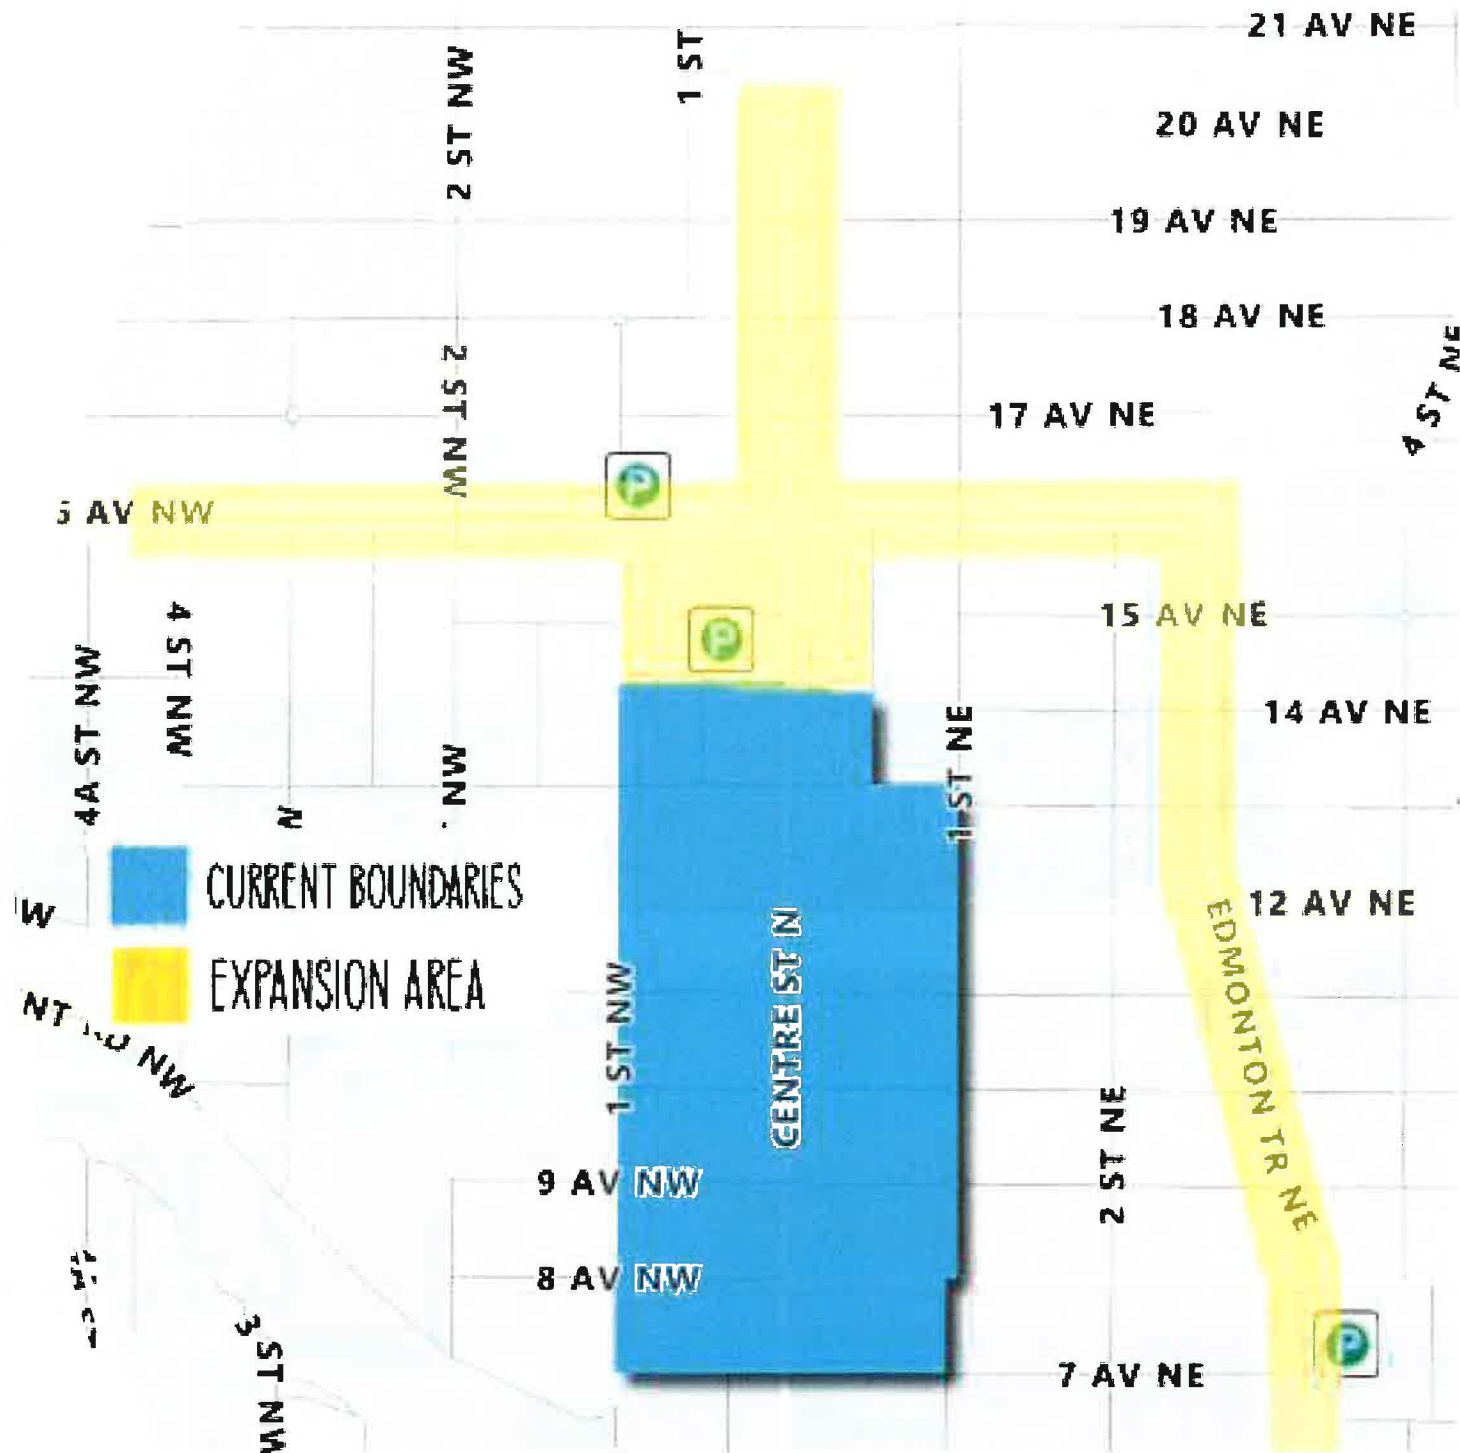 21 AV NE
1 ST
2 ST NW
20 AV NE
19 AV NE
18 AV NE
4 ST NE
2 ST NW
17 AV NE
P
AV NW
15 AV NE
4 ST NW
P
4A ST NW
14 AV NE
1 ST NE
NW
CURRENT BOUNDARIES
12 AV NE
EDMONTON TR NE
EXPANSION AREA
CENTRE ST N
1 ST NW
NW
2 ST NE
9 AV NW
8 AV NW
P
3 ST NW
7 AV NE